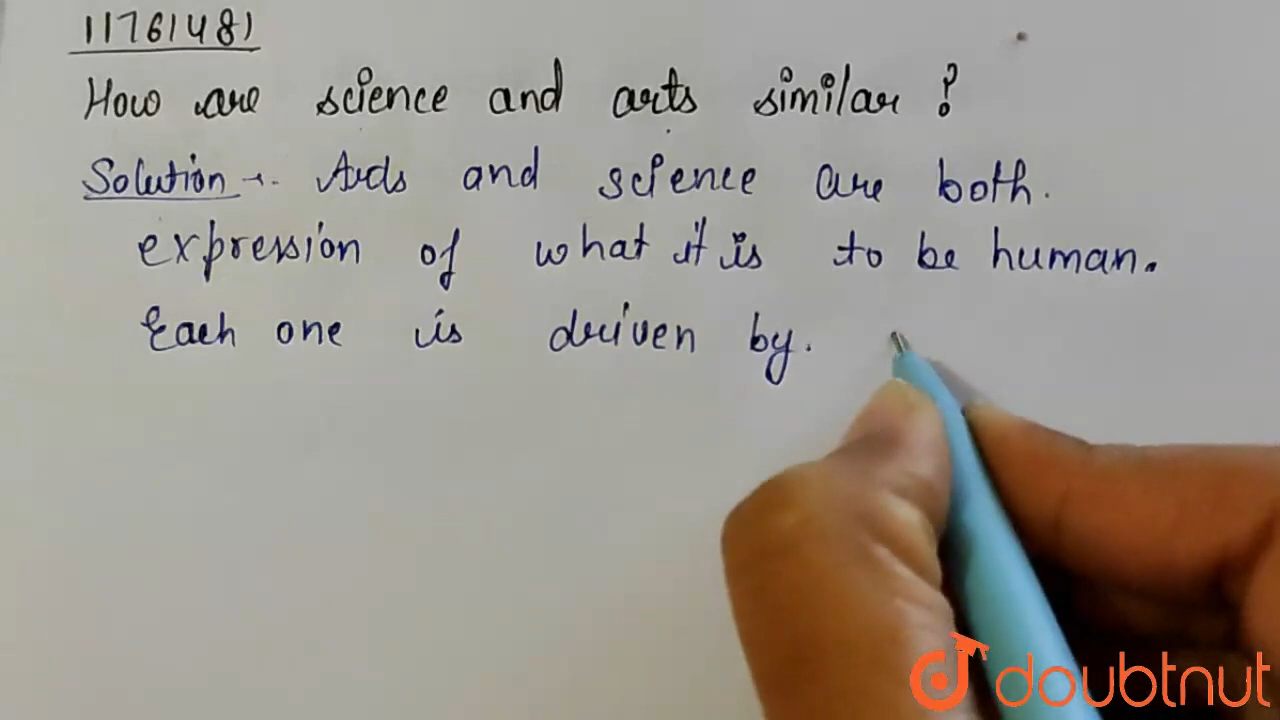 11761481
How are science and arts similar ?
Solution -. Arts and science are both.
expression of what it is to be human.
Each one is driven by.
doubtnut